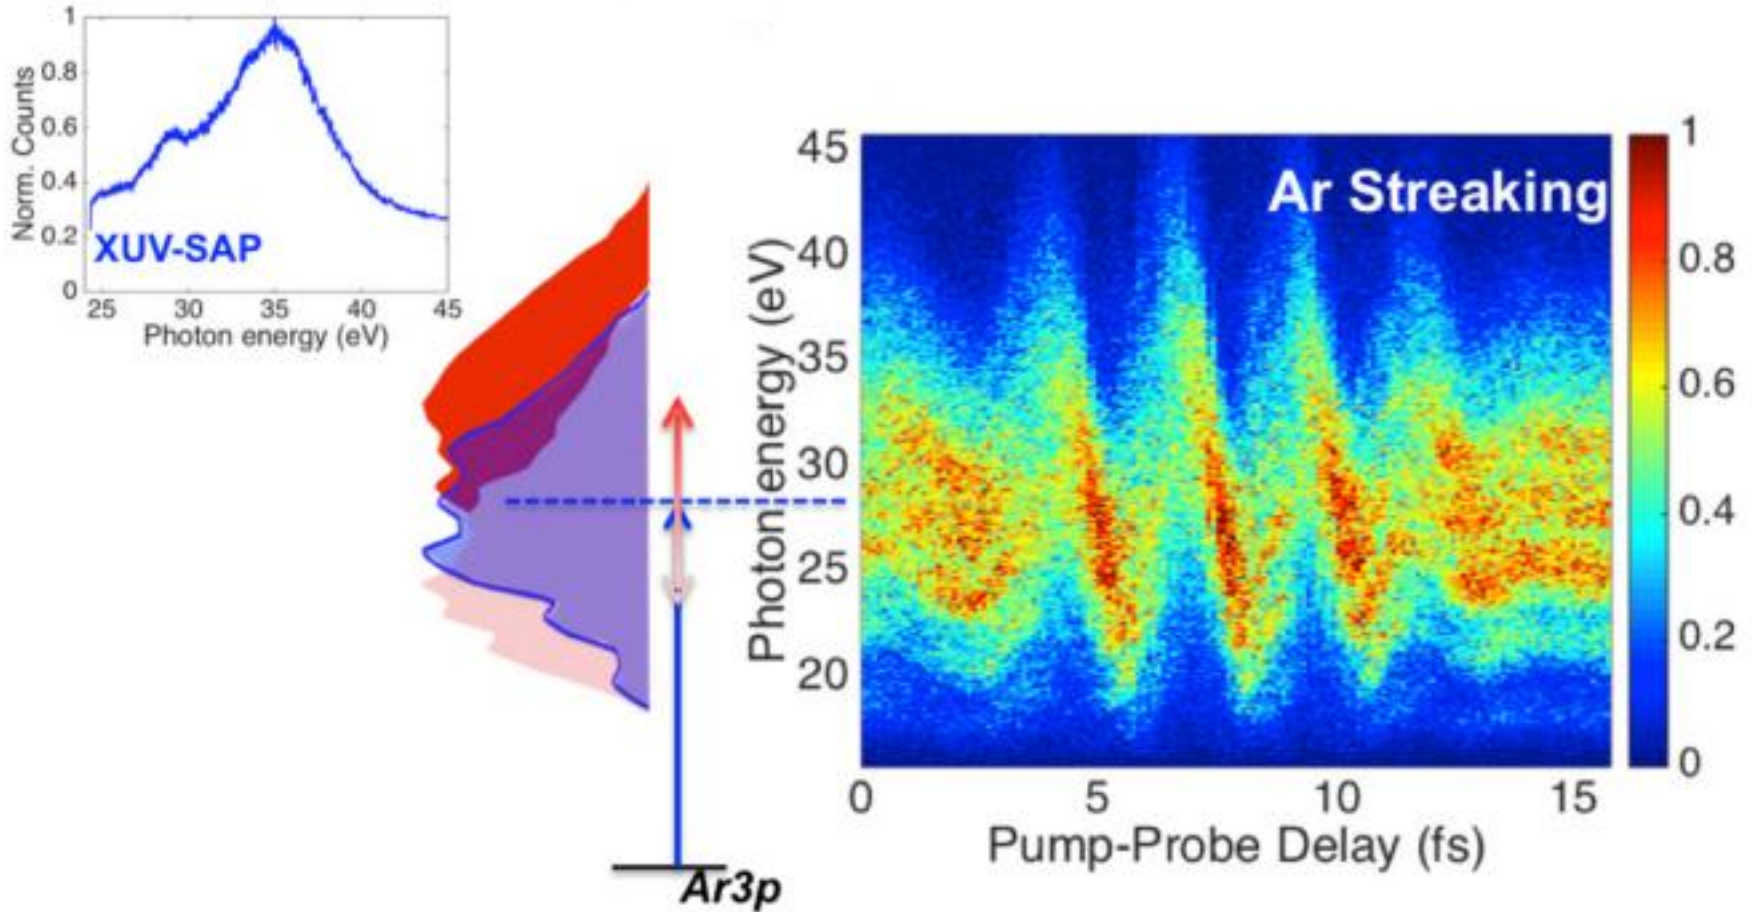 1
0.8
0.6
0.4
0.2
0
Norm. Counts
XUV-SAP
25 30 35 40 45
Photon energy (eV)
Ar3p
45
40
35
30
25
20
Photon energy (eV)
Ar Streaking
0 5 10 15
Pump-Probe Delay (fs)
1
0.8
0.6
0.4
0.2
0